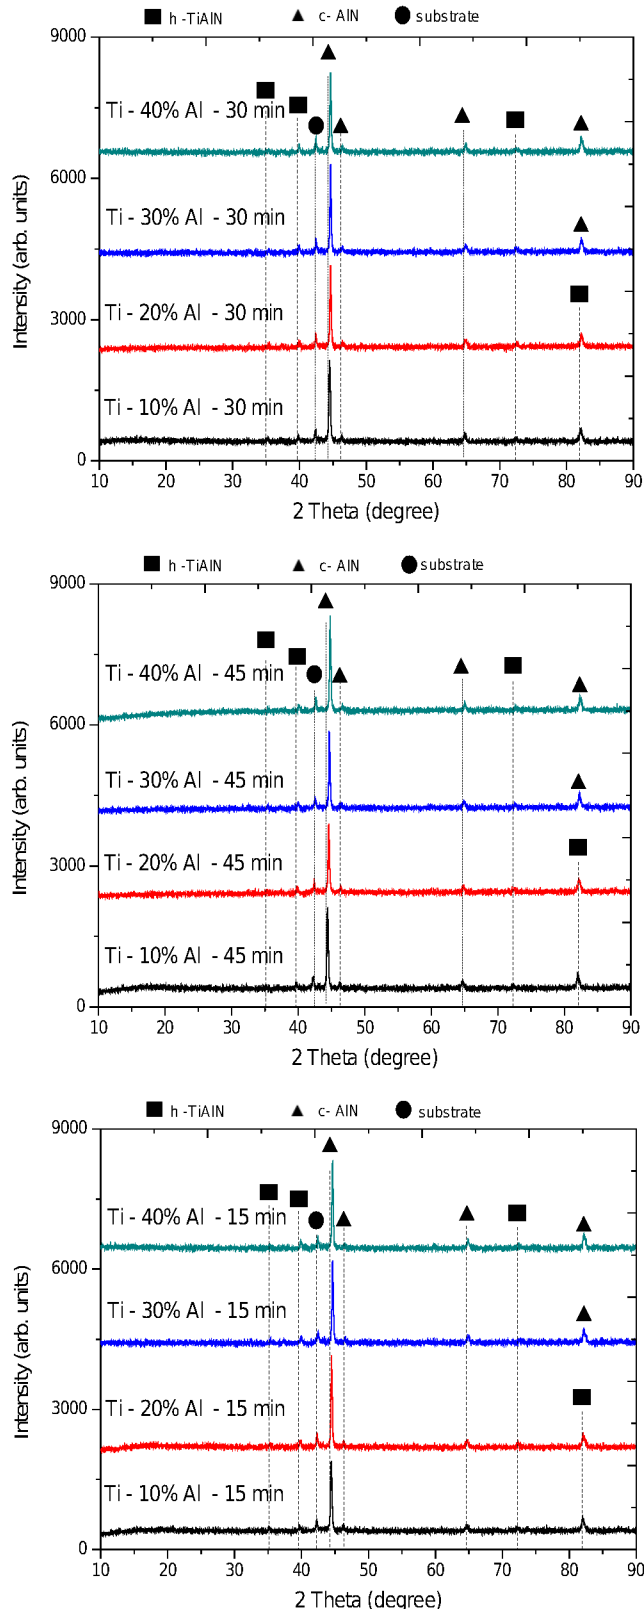 h -TiAlN c- AlN substrate
9000
Ti - 40% Al - 30 min
6000
Ti - 30% Al - 30 min
Ti - 20% Al - 30 min
3000
Ti - 10% Al - 30 min
0
10 20 30 40 50 60 70 80 90
Intensity (arb. units)
2 Theta (degree)
h -TiAlN c- AlN substrate
9000
Ti - 40% Al - 45 min
6000
Ti - 30% Al - 45 min
Ti - 20% Al - 45 min
3000
Ti - 10% Al - 45 min
0
10 20 30 40 50 60 70 80 90
Intensity (arb. units)
2 Theta (degree)
h -TiAlN c- AlN substrate
9000
Ti - 40% Al - 15 min
6000
Ti - 30% Al - 15 min
Ti - 20% Al - 15 min
3000
Ti - 10% Al - 15 min
0
10 20 30 40 50 60 70 80 90
Intensity (arb. units)
2 Theta (degree)